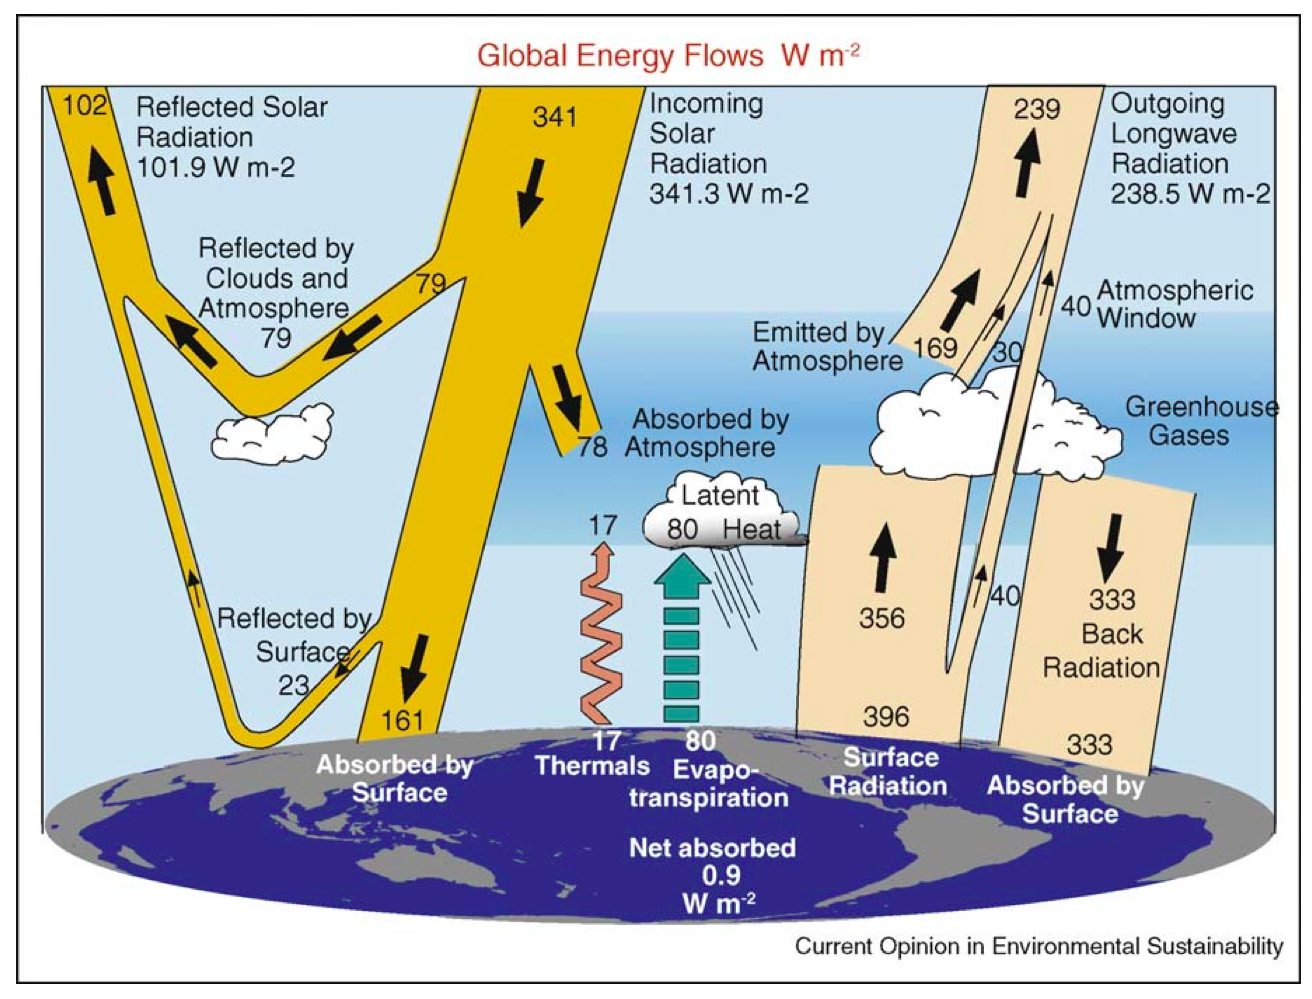 Global Energy Flows W m-2
102
Reflected Solar
Radiation
101.9 W m-2
341
Incoming
Solar
Radiation
341.3 W m-2
239
Outgoing
Longwave
Radiation
238.5 W m-2
Reflected by
Clouds and
Atmosphere
79
79
Emitted by
Atmosphere
169
30
40
Atmospheric
Window
Greenhouse
Gases
78
Absorbed by
Atmosphere
17
Latent
80 Heat
356
40
333
Back
Radiation
Reflected by
Surface
23
161
Absorbed by
Surface
17
Thermals
80
Evapo-
transpiration
396
Surface
Radiation
333
Absorbed by
Surface
Net absorbed
0.9
W m-2
Current Opinion in Environmental Sustainability